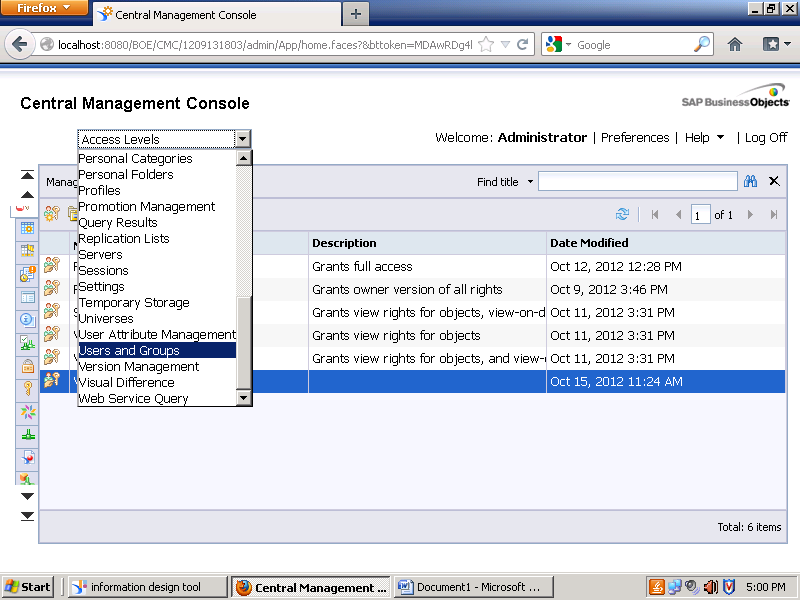 Firefox
Central Management Console
localhost:8080/BOE/CMC/1209131803/admin/App/home.faces?&bttoken=MDAwRDg4l
Google
Central Management Console
SAP BusinessObjects
Access Levels
Welcome: Administrator | Preferences | Help | Log Off
Personal Categories
Personal Folders
Profiles
Promotion Management
Query Results
Replication Lists
Servers
Sessions
Settings
Temporary Storage
Universes
User Attribute Management
Users and Groups
Version Management
Visual Difference
Web Service Query
Manag
Find title
1 of 1
Description Date Modified
Grants full access Oct 12, 2012 12:28 PM
Grants owner version of all rights Oct 9, 2012 3:46 PM
Grants view rights for objects, view-on-d Oct 11, 2012 3:31 PM
Grants view rights for objects Oct 11, 2012 3:31 PM
Grants view rights for objects, and view- Oct 11, 2012 3:31 PM
Oct 15, 2012 11:24 AM
Total: 6 items
Start information design tool Central Management ... Document1 - Microsoft ... 5:00 PM